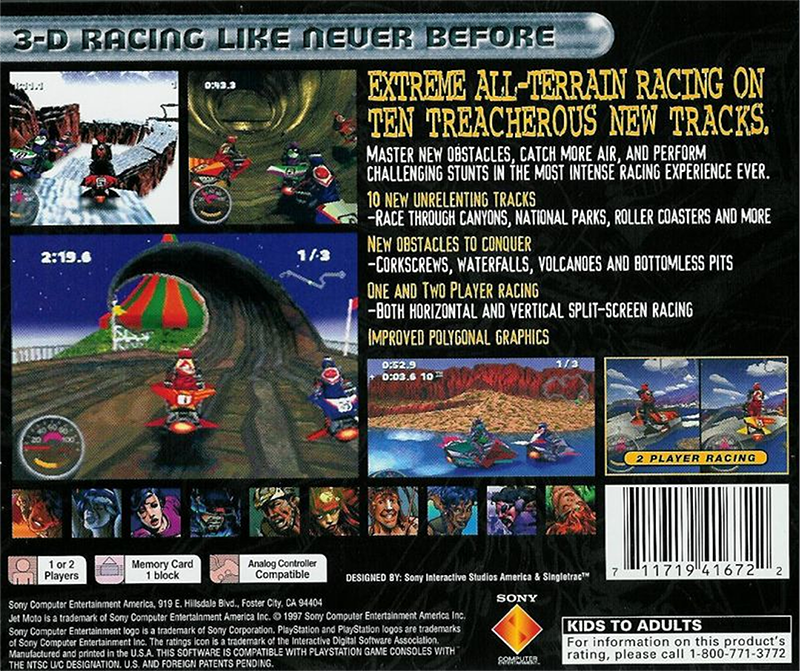 3-D RACING LIKE NEVER BEFORE
0:43.3
EXTREME ALL-TERRAIN RACING ON
TEN TREACHEROUS NEW TRACKS.
MASTER NEW OBSTACLES, CATCH MORE AIR, AND PERFORM
CHALLENGING STUNTS IN THE MOST INTENSE RACING EXPERIENCE EVER.
10 NEW UNRELENTING TRACKS
-RACE THROUGH CANYONS, NATIONAL PARKS, ROLLER COASTERS AND MORE
NEW OBSTACLES TO CONQUER
-CORKSCREWS, WATERFALLS, VOLCANOES AND BOTTOMLESS PITS
ONE AND TWO PLAYER RACING
-BOTH HORIZONTAL AND VERTICAL SPLIT-SCREEN RACING
IMPROVED POLYGONAL GRAPHICS
2:19.6
1/3
0:52.9
1/3
+ 0:03.6 10TH
2 PLAYER RACING
1 or 2
Players
Memory Card
1 block
Analog Controller
Compatible
DESIGNED BY: Sony Interactive Studios America & Singletrac™
7 11719 41672 2
Sony Computer Entertainment America, 919 E. Hillsdale Blvd., Foster City, CA 94404
Jet Moto is a trademark of Sony Computer Entertainment America Inc. © 1997 Sony Computer Entertainment America Inc.
Sony Computer Entertainment logo is a trademark of Sony Corporation. PlayStation and PlayStation logos are trademarks
of Sony Computer Entertainment Inc. The ratings icon is a trademark of the Interactive Digital Software Association.
Manufactured and printed in the U.S.A. THIS SOFTWARE IS COMPATIBLE WITH PLAYSTATION GAME CONSOLES WITH
THE NTSC U/C DESIGNATION. U.S. AND FOREIGN PATENTS PENDING.
SONY
COMPUTER
ENTERTAINMENT
KIDS TO ADULTS
For information on this product's
rating, please call 1-800-771-3772